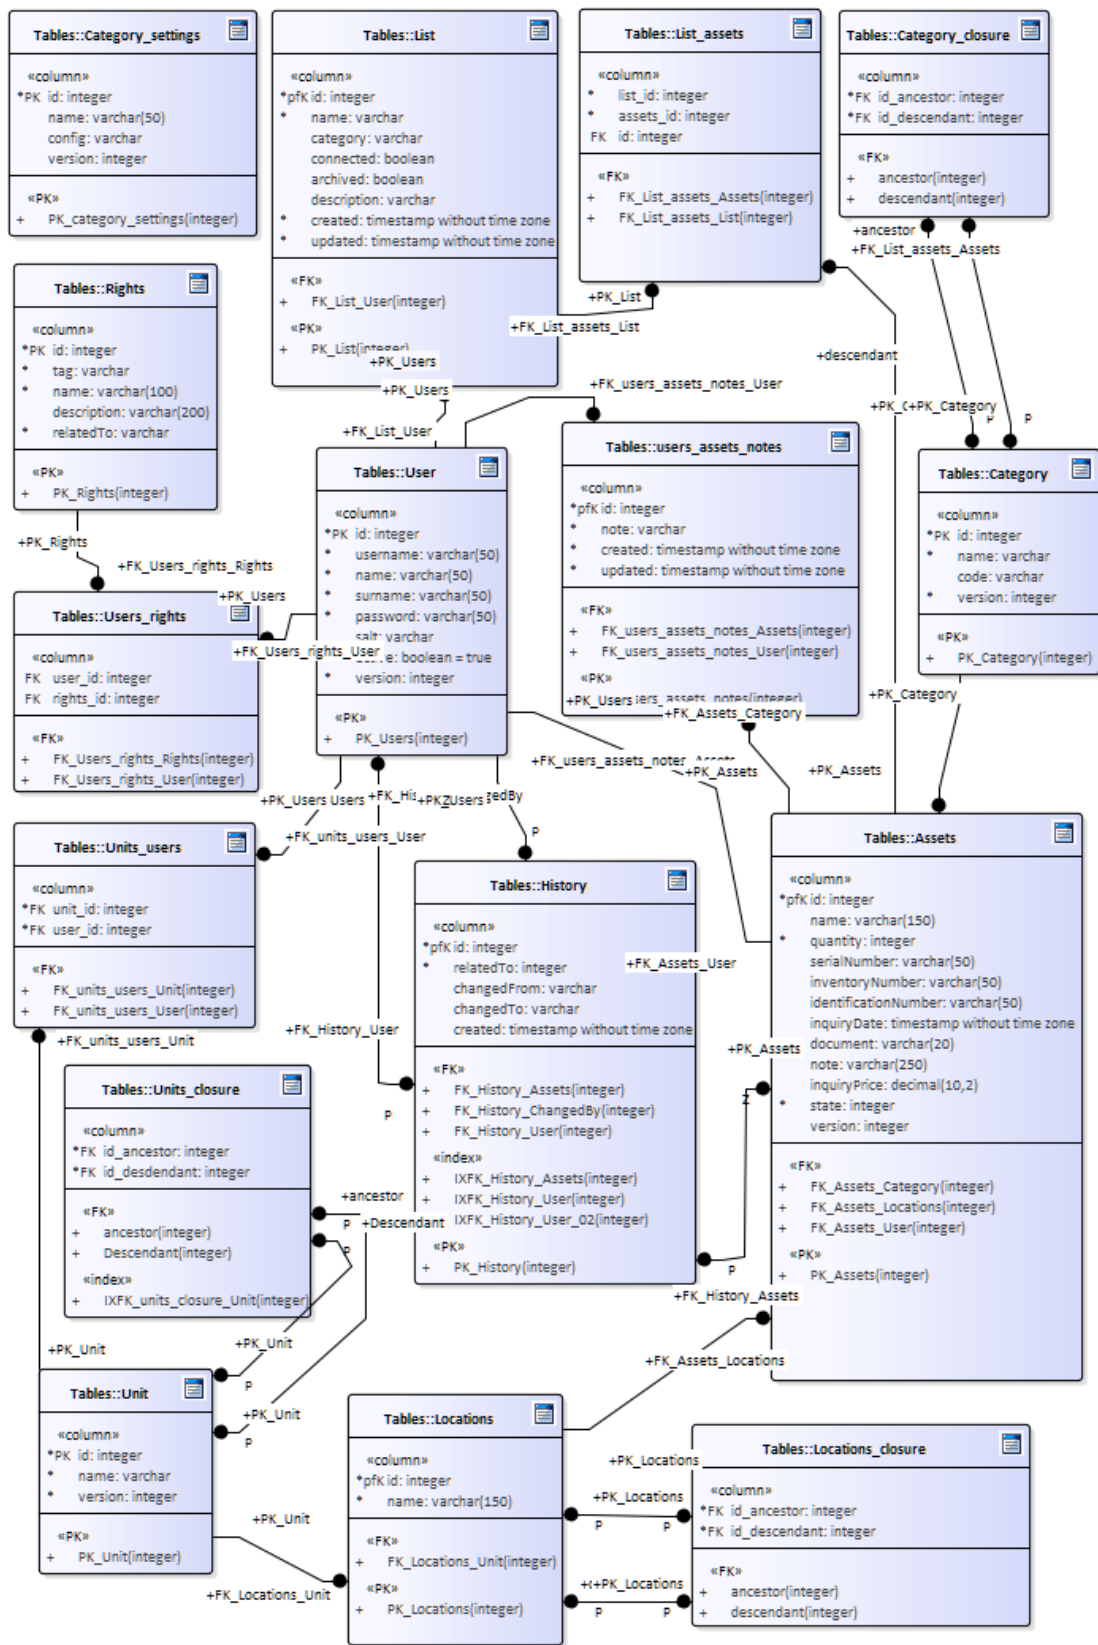 Tables::Category_settings
«column»
*PK id: integer
name: varchar(50)
config: varchar
version: integer
«PK»
+ PK_category_settings(integer)
Tables::List
«column»
*pfK id: integer
* name: varchar
category: varchar
connected: boolean
archived: boolean
description: varchar
* created: timestamp without time zone
* updated: timestamp without time zone
«FK»
+ FK_List_User(integer)
«PK»
+ PK_List(integer)
Tables::List_assets
«column»
* list_id: integer
* assets_id: integer
FK id: integer
«FK»
+ FK_List_assets_Assets(integer)
+ FK_List_assets_List(integer)
Tables::Category_closure
«column»
*FK id_ancestor: integer
*FK id_descendant: integer
«FK»
+ ancestor(integer)
+ descendant(integer)
+ancestor
+FK_List_assets_Assets
+PK_List
+FK_List_assets_List
+descendant
+PK_Users
+PK_Users
+FK_List_User
+FK_users_assets_notes_User
+PK_Category
P
P
Tables::Rights
«column»
*PK id: integer
* tag: varchar
* name: varchar(100)
description: varchar(200)
* relatedTo: varchar
«PK»
+ PK_Rights(integer)
+PK_Rights
+FK_Users_rights_Rights
Tables::User
«column»
*PK id: integer
* username: varchar(50)
* name: varchar(50)
* surname: varchar(50)
* password: varchar(50)
salt: varchar
boolean = true
* version: integer
«PK»
+ PK_Users(integer)
Tables::users_assets_notes
«column»
*pfK id: integer
* note: varchar
* created: timestamp without time zone
* updated: timestamp without time zone
«FK»
+ FK_users_assets_notes_Assets(integer)
+ FK_users_assets_notes_User(integer)
«PK»
+PK_Users
+FK_Assets_Category
Tables::Category
«column»
*PK id: integer
* name: varchar
code: varchar
* version: integer
«PK»
+ PK_Category(integer)
+PK_Category
Tables::Users_rights
«column»
FK user_id: integer
FK rights_id: integer
«FK»
+ FK_Users_rights_Rights(integer)
+ FK_Users_rights_User(integer)
+PK_Users
+FK_Users_rights_User
+FK_users_assets_notes_Assets
+PK_Assets
+PK_Assets
+PK_Users
+FK_units_users_User
P
Tables::Units_users
«column»
*FK unit_id: integer
*FK user_id: integer
«FK»
+ FK_units_users_Unit(integer)
+ FK_units_users_User(integer)
+FK_units_users_Unit
Tables::History
«column»
*pfK id: integer
* relatedTo: integer
changedFrom: varchar
changedTo: varchar
created: timestamp without time zone
«FK»
+ FK_History_Assets(integer)
+ FK_History_ChangedBy(integer)
+ FK_History_User(integer)
«index»
+ IXFK_History_Assets(integer)
+ IXFK_History_User(integer)
+ IXFK_History_User_02(integer)
«PK»
+ PK_History(integer)
+FK_History_User
P
+FK_Assets_User
+PK_Assets
P
+FK_History_Assets
Tables::Assets
«column»
*pfK id: integer
name: varchar(150)
* quantity: integer
serialNumber: varchar(50)
inventoryNumber: varchar(50)
identificationNumber: varchar(50)
inquiryDate: timestamp without time zone
document: varchar(20)
note: varchar(250)
inquiryPrice: decimal(10,2)
* state: integer
version: integer
«FK»
+ FK_Assets_Category(integer)
+ FK_Assets_Locations(integer)
+ FK_Assets_User(integer)
«PK»
+ PK_Assets(integer)
Tables::Units_closure
«column»
*FK id_ancestor: integer
*FK id_desdendant: integer
«FK»
+ ancestor(integer)
+ Descendant(integer)
«index»
+ IXFK_units_closure_Unit(integer)
+ancestor
P
+Descendant
P
+PK_Unit
+PK_Unit
P
+PK_Unit
P
+FK_Assets_Locations
Tables::Unit
«column»
*PK id: integer
* name: varchar
* version: integer
«PK»
+ PK_Unit(integer)
+PK_Unit
+FK_Locations_Unit
Tables::Locations
«column»
*pfK id: integer
* name: varchar(150)
«FK»
+ FK_Locations_Unit(integer)
«PK»
+ PK_Locations(integer)
+PK_Locations
+PK_Locations
P P
+PK_Locations
P P
Tables::Locations_closure
«column»
*FK id_ancestor: integer
*FK id_descendant: integer
«FK»
+ ancestor(integer)
+ descendant(integer)